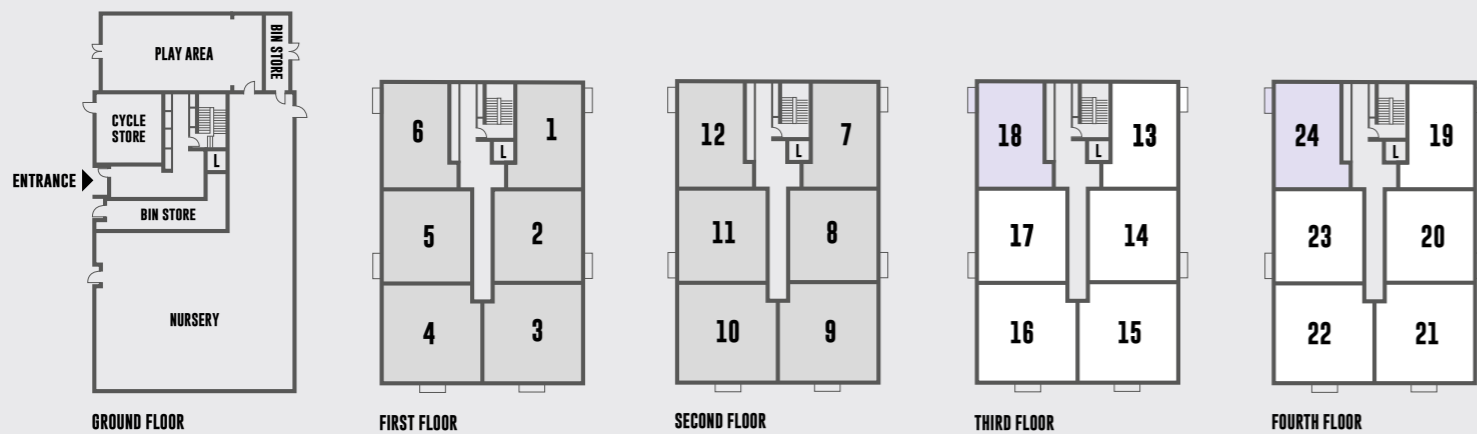 PLAY AREA
BIN STORE
CYCLE
STORE
L
ENTRANCE
BIN STORE
NURSERY
GROUND FLOOR
6
1
L
5
2
4
3
FIRST FLOOR
12
7
L
11
8
10
9
SECOND FLOOR
18
13
L
17
14
16
15
THIRD FLOOR
24
19
L
23
20
22
21
FOURTH FLOOR